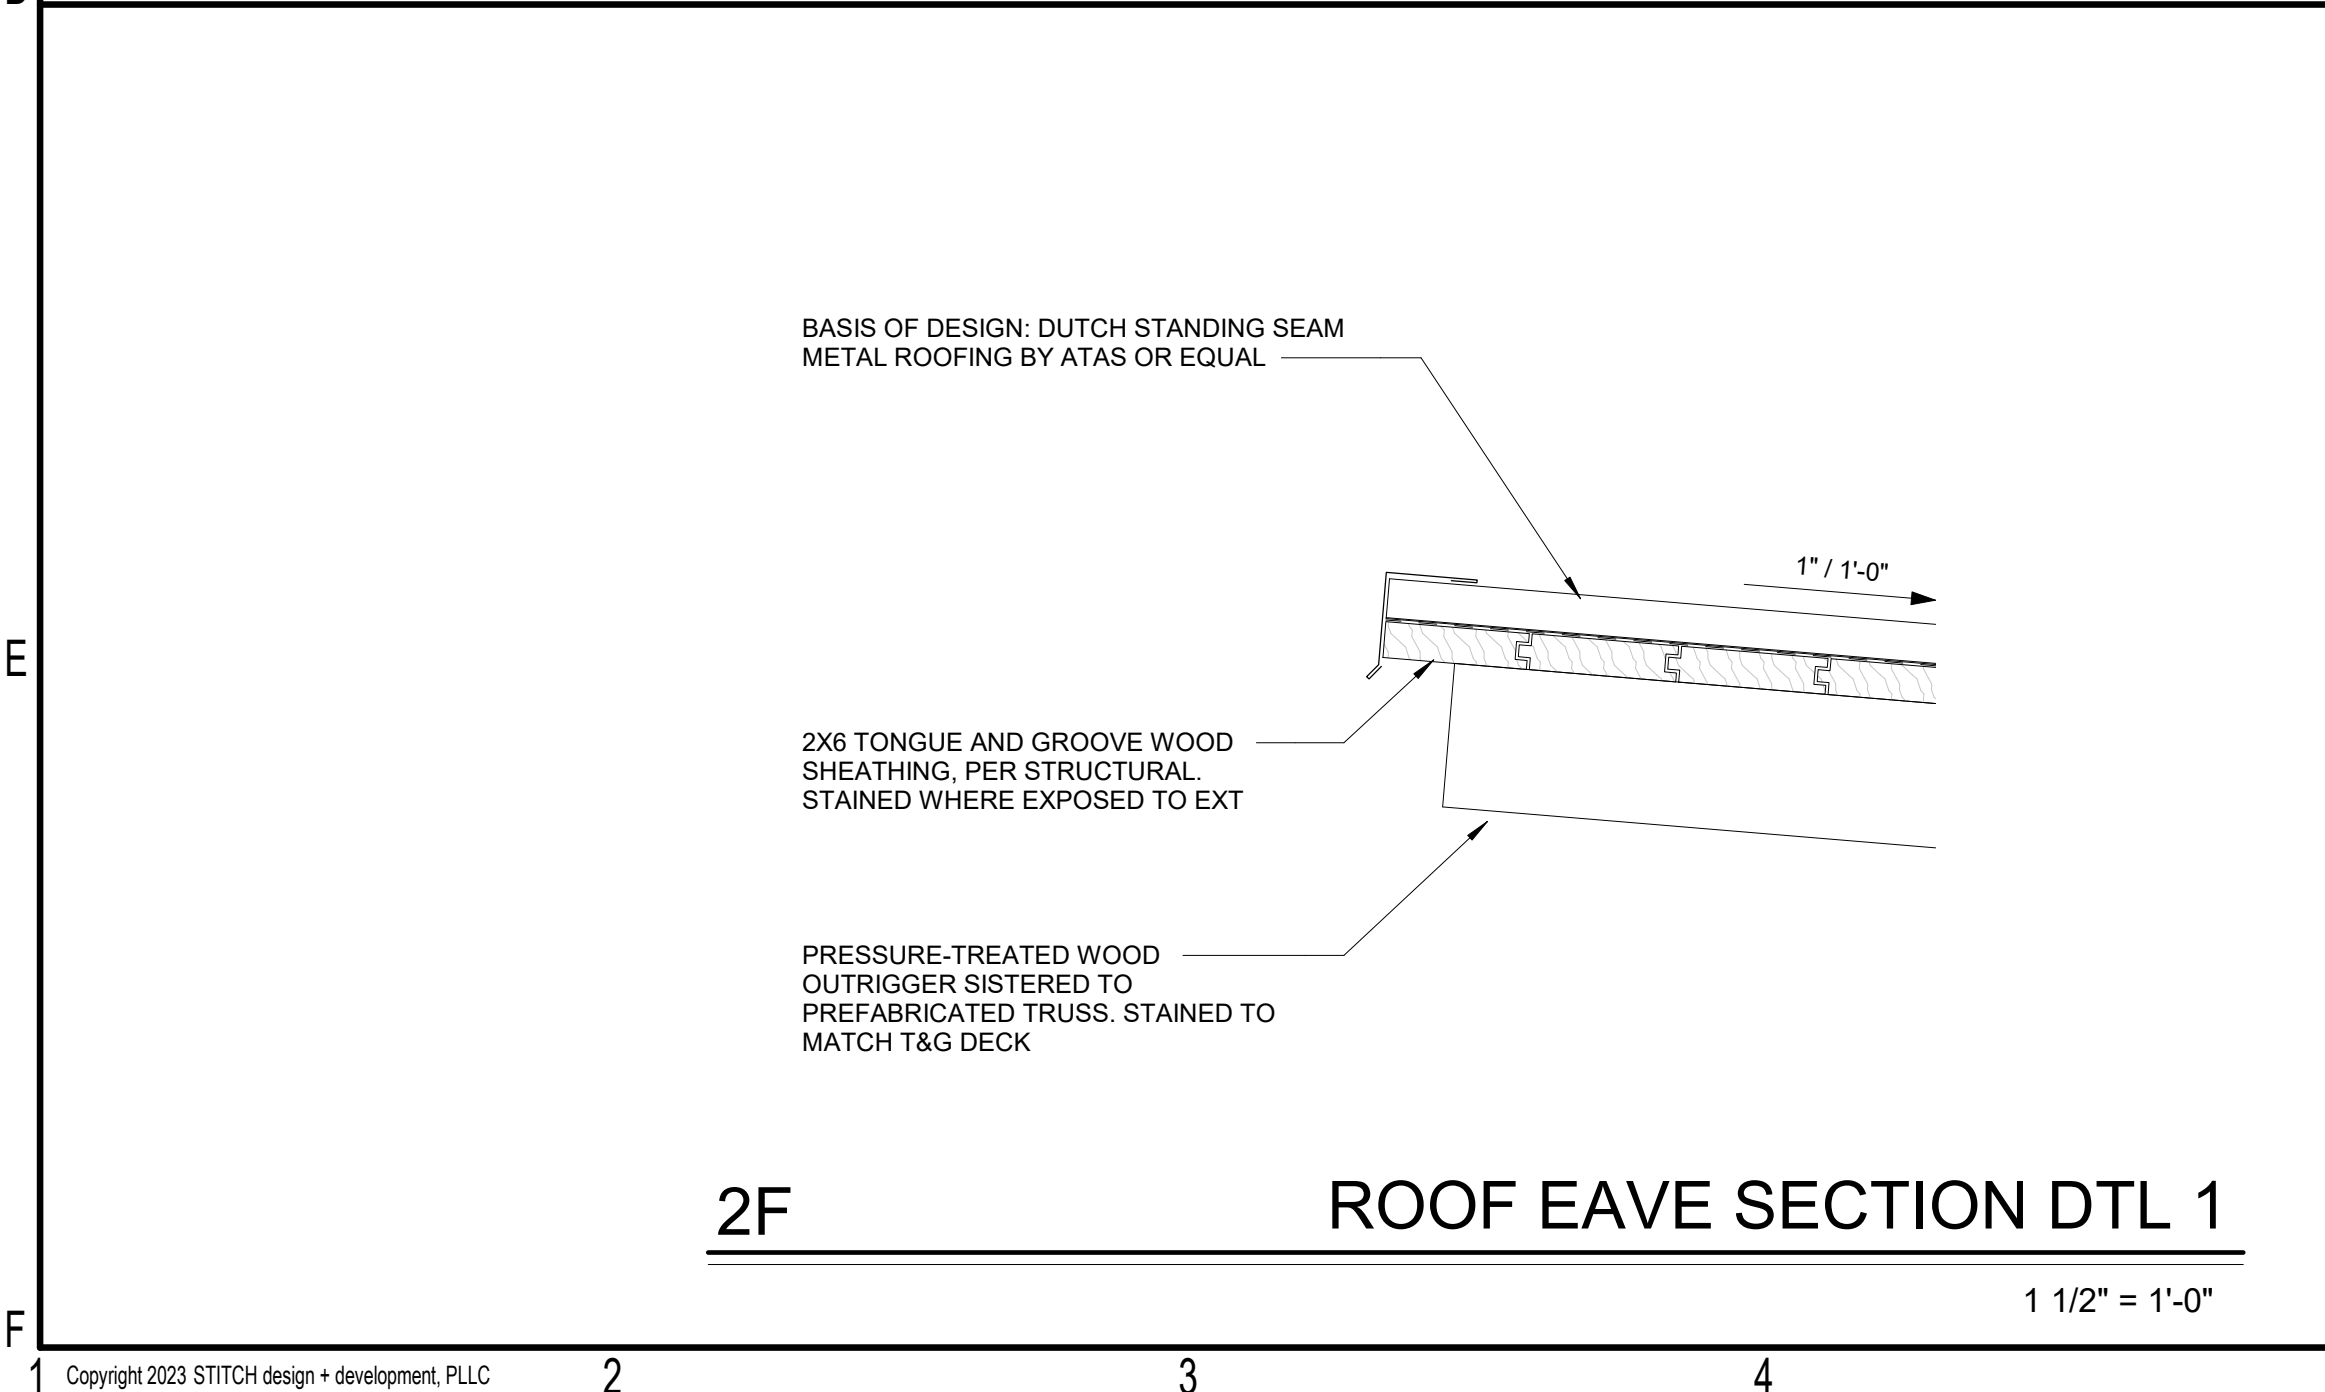 BASIS OF DESIGN: DUTCH STANDING SEAM
METAL ROOFING BY ATAS OR EQUAL
1" / 1'-0"
E
2X6 TONGUE AND GROOVE WOOD
SHEATHING, PER STRUCTURAL.
STAINED WHERE EXPOSED TO EXT
PRESSURE-TREATED WOOD
OUTRIGGER SISTERED TO
PREFABRICATED TRUSS. STAINED TO
MATCH T&G DECK
2F
ROOF EAVE SECTION DTL 1
1 1/2" = 1'-0"
F
1
Copyright 2023 STITCH design + development, PLLC
2
3
4